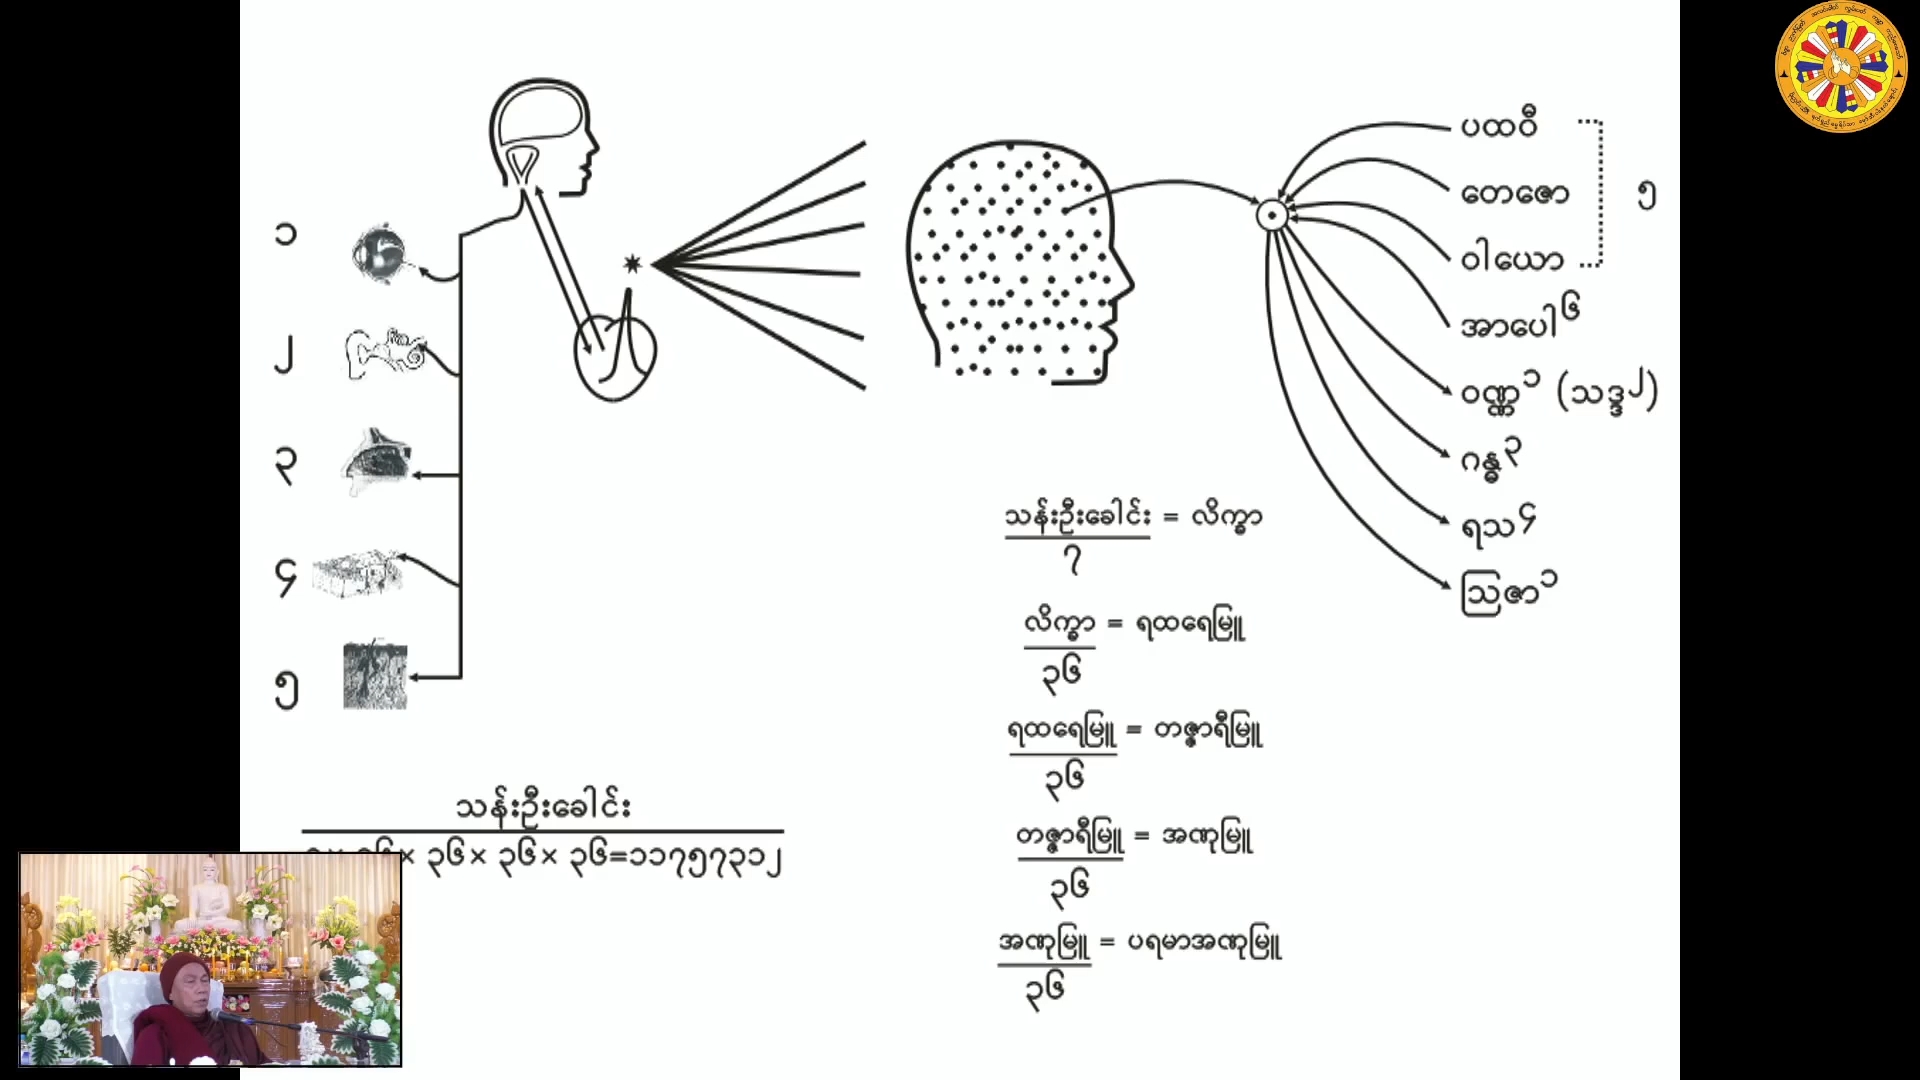 ၁
၂
၃
၄
၅
ပထဝီ
တေဇော
ဝါယော
၅
အာပေါ၆
ဝဏ္ဏ၁ (သဒ္ဒ၂)
ဂန္ဓ၃
ရသ၄
ဩဇာ၁
သန်းဦးခေါင်း = လိက္ခာ
၇
လိက္ခာ = ရထရေမြူ
၃၆
ရထရေမြူ = တဇ္ဇာရီမြူ
၃၆
တဇ္ဇာရီမြူ = အဏုမြူ
၃၆
အဏုမြူ = ပရမာအဏုမြူ
၃၆
သန်းဦးခေါင်း
× ၃၆× ၃၆× ၃၆=၁၁၇၅၇၃၁၂